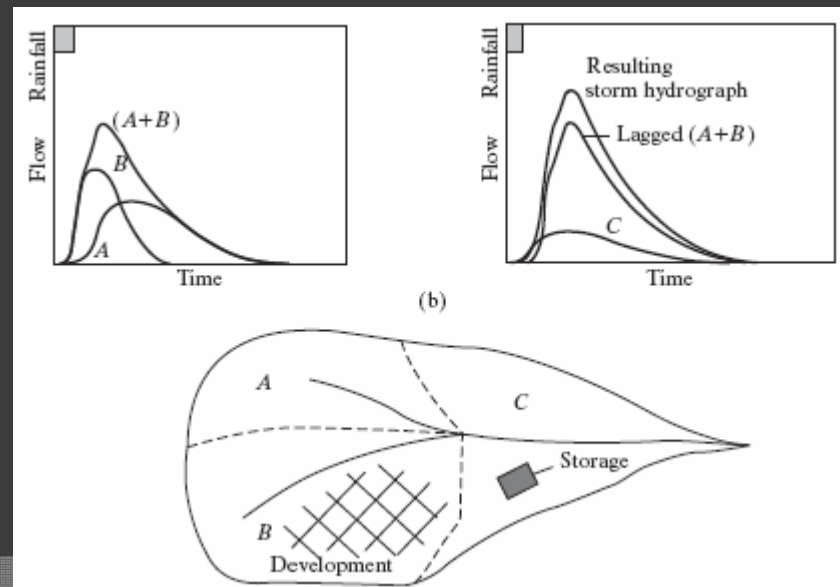 Rainfall
Flow
(A+B)
B
A
Time
Rainfall
Flow
Resulting
storm hydrograph
Lagged (A+B)
C
Time
(b)
A
C
Storage
B
Development